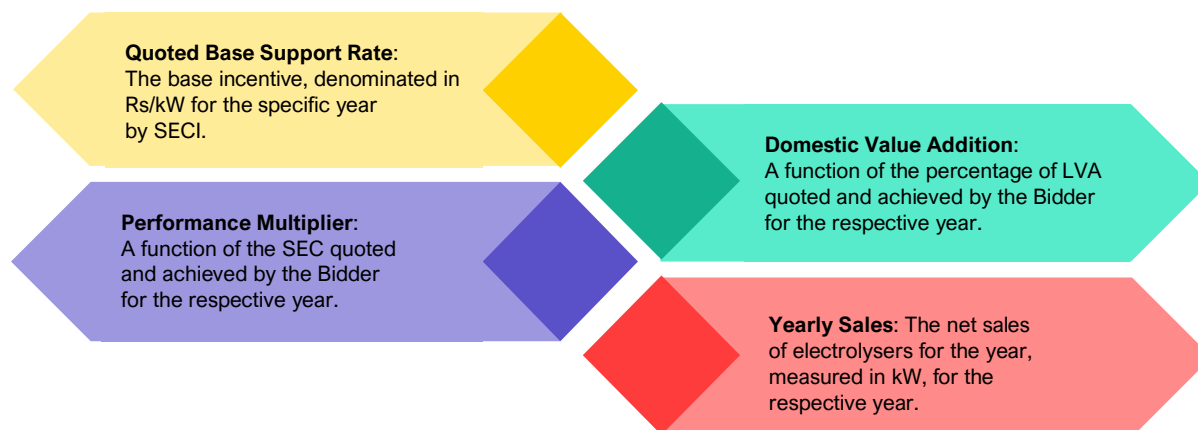 Quoted Base Support Rate:
The base incentive, denominated in
Rs/kW for the specific year
by SECI.
Domestic Value Addition:
A function of the percentage of LVA
quoted and achieved by the Bidder
for the respective year.
Performance Multiplier:
A function of the SEC quoted
and achieved by the Bidder
for the respective year.
Yearly Sales: The net sales
of electrolysers for the year,
measured in kW, for the
respective year.